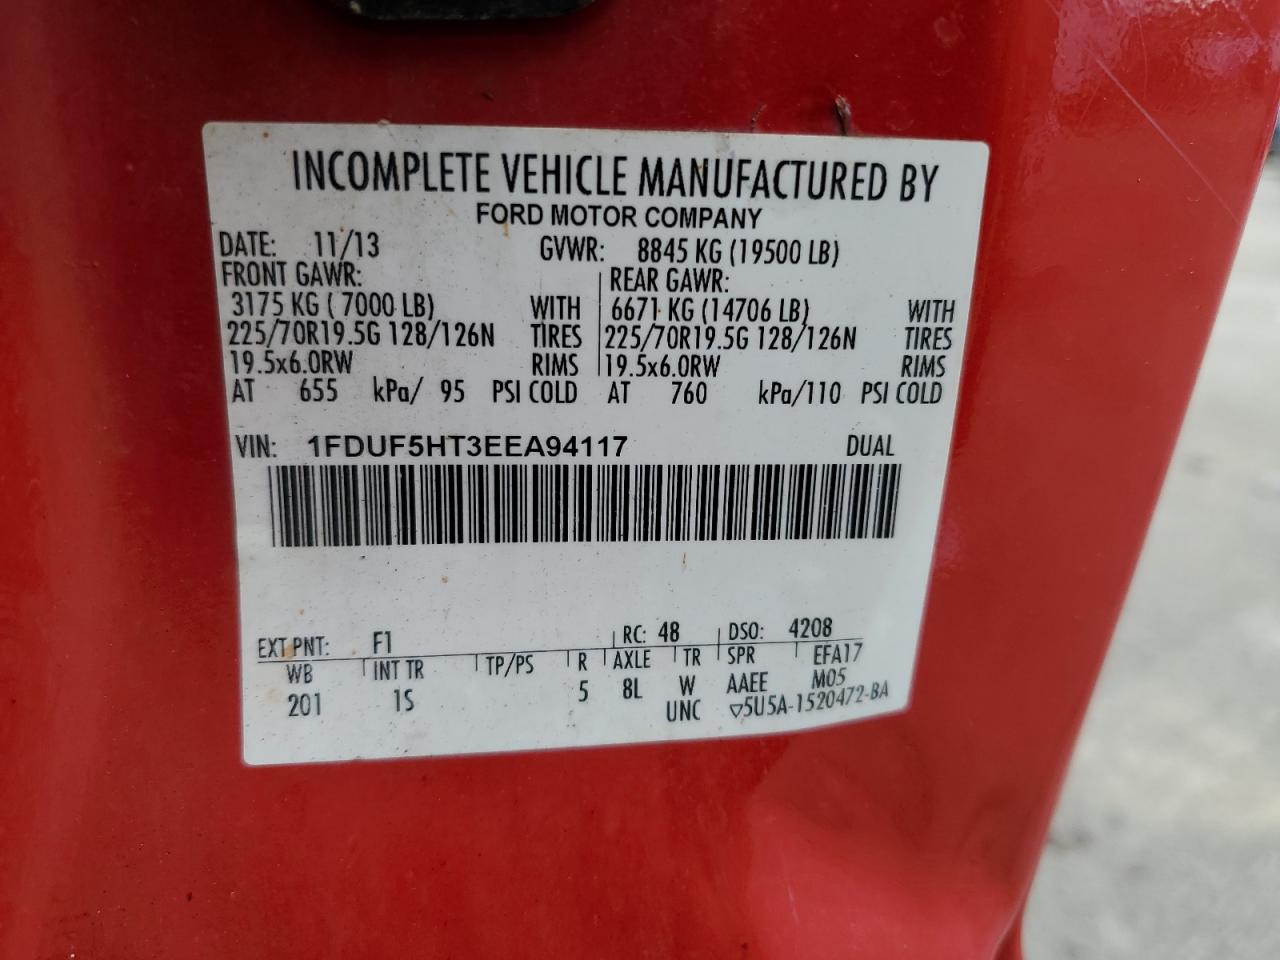 INCOMPLETE VEHICLE MANUFACTURED BY
FORD MOTOR COMPANY
DATE: 11/13 GVWR: 8845 KG (19500 LB)
FRONT GAWR: REAR GAWR:
3175 KG ( 7000 LB) WITH 6671 KG (14706 LB) WITH
225/70R19.5G 128/126N TIRES 225/70R19.5G 128/126N TIRES
19.5x6.0RW RIMS 19.5x6.0RW RIMS
AT 655 kPa/ 95 PSI COLD AT 760 kPa/110 PSI COLD
VIN: 1FDUF5HT3EEA94117 DUAL
EXT PNT: F1 RC: 48 DSO: 4208
WB INT TR TP/PS R AXLE TR SPR EFA17
201 1S 5 8L W AAEE M05
UNC ▽5U5A-1520472-BA